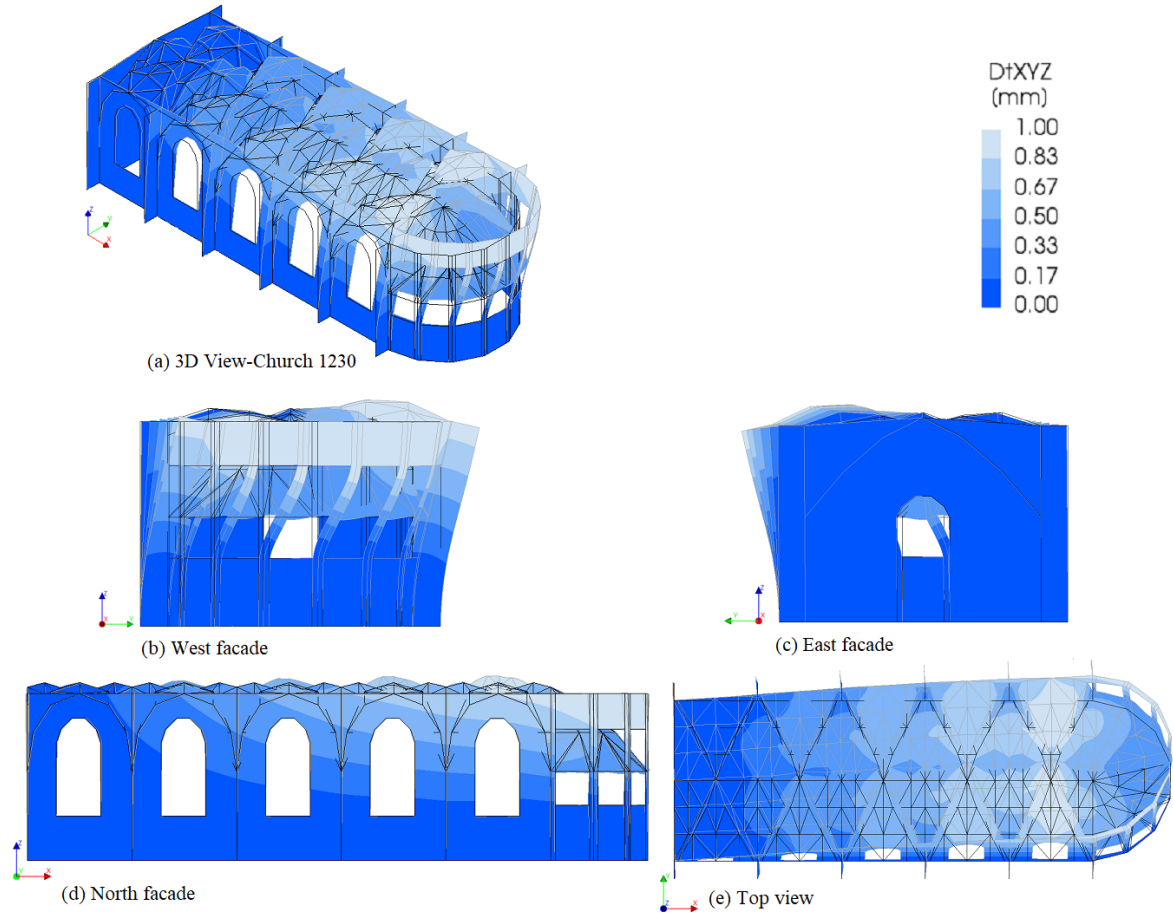 DtXYZ
(mm)
1.00
0.83
0.67
0.50
0.33
0.17
0.00
Z
Y
X
(a) 3D View-Church 1230
Z
X
Y
(b) West facade
Z
Y
X
(c) East facade
Z
Y
X
(d) North facade
Y
Z
X
(e) Top view